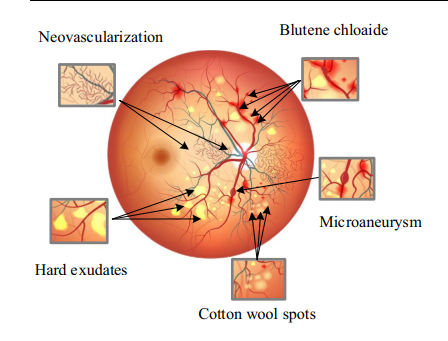 Blutene chloaide
Neovascularization
Microaneurysm
Hard exudates
Cotton wool spots